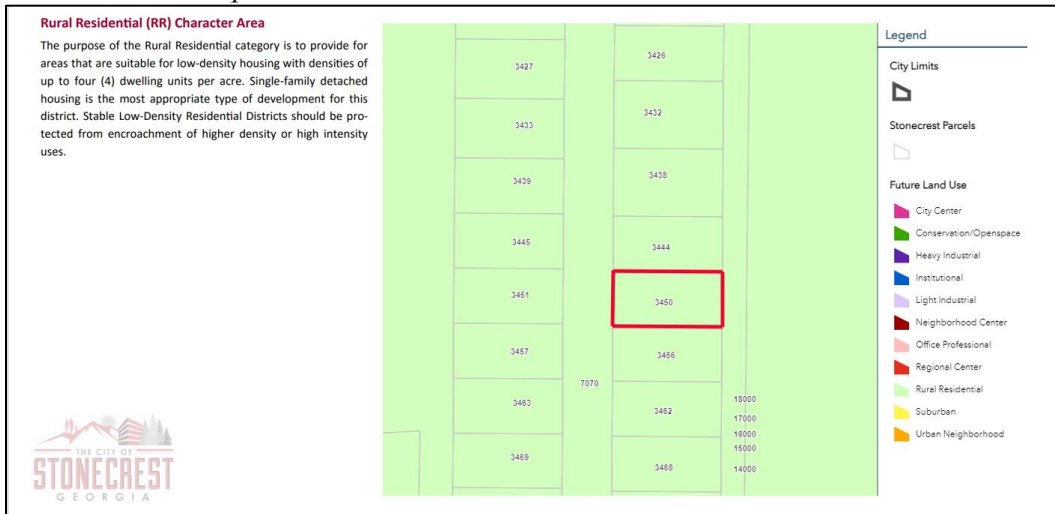 Rural Residential (RR) Character Area
The purpose of the Rural Residential category is to provide for
areas that are suitable for low-density housing with densities of
up to four (4) dwelling units per acre. Single-family detached
housing is the most appropriate type of development for this
district. Stable Low-Density Residential Districts should be pro-
tected from encroachment of higher density or high intensity
uses.
THE CITY OF
STONECREST
GEORGIA
3427
3433
3439
3445
3451
3457
3463
3469
7070
3426
3432
3438
3444
3450
3456
3462
3468
18000
17000
16000
15000
14000
Legend
City Limits
Stonecrest Parcels
Future Land Use
City Center
Conservation/Openspace
Heavy Industrial
Institutional
Light Industrial
Neighborhood Center
Office Professional
Regional Center
Rural Residential
Suburban
Urban Neighborhood